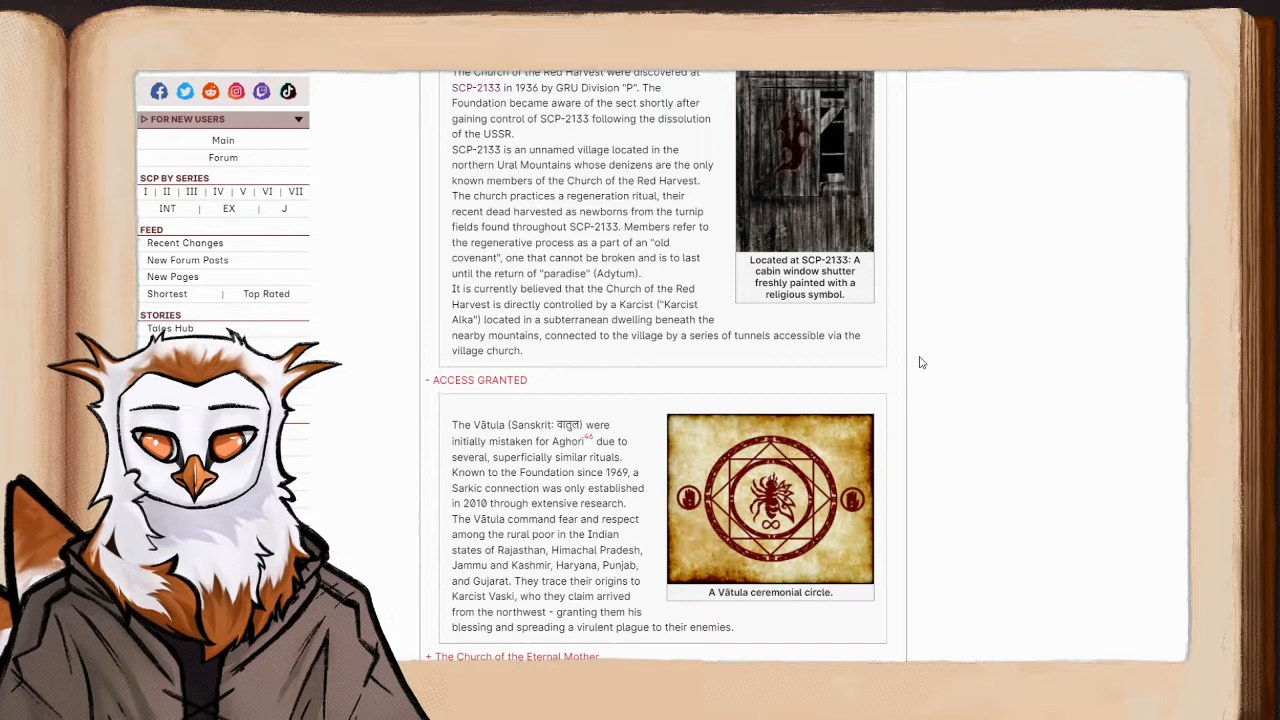 ▷ FOR NEW USERS
Main
Forum
SCP BY SERIES
I | II | III | IV | V | VI | VII
INT | EX | J
FEED
Recent Changes
New Forum Posts
New Pages
Shortest | Top Rated
STORIES
Tales Hub
The Church of the Red Harvest were discovered at
SCP-2133 in 1936 by GRU Division "P". The
Foundation became aware of the sect shortly after
gaining control of SCP-2133 following the dissolution
of the USSR.
SCP-2133 is an unnamed village located in the
northern Ural Mountains whose denizens are the only
known members of the Church of the Red Harvest.
The church practices a regeneration ritual, their
recent dead harvested as newborns from the turnip
fields found throughout SCP-2133. Members refer to
the regenerative process as a part of an "old
covenant", one that cannot be broken and is to last
until the return of "paradise" (Adytum).
It is currently believed that the Church of the Red
Harvest is directly controlled by a Karcist ("Karcist
Alka") located in a subterranean dwelling beneath the
nearby mountains, connected to the village by a series of tunnels accessible via the
village church.
Located at SCP-2133: A
cabin window shutter
freshly painted with a
religious symbol.
- ACCESS GRANTED
The Vātula (Sanskrit: वातुल) were
initially mistaken for Aghori46 due to
several, superficially similar rituals.
Known to the Foundation since 1969, a
Sarkic connection was only established
in 2010 through extensive research.
The Vātula command fear and respect
among the rural poor in the Indian
states of Rajasthan, Himachal Pradesh,
Jammu and Kashmir, Haryana, Punjab,
and Gujarat. They trace their origins to
Karcist Vaski, who they claim arrived
from the northwest - granting them his
blessing and spreading a virulent plague to their enemies.
A Vātula ceremonial circle.
+ The Church of the Eternal Mother